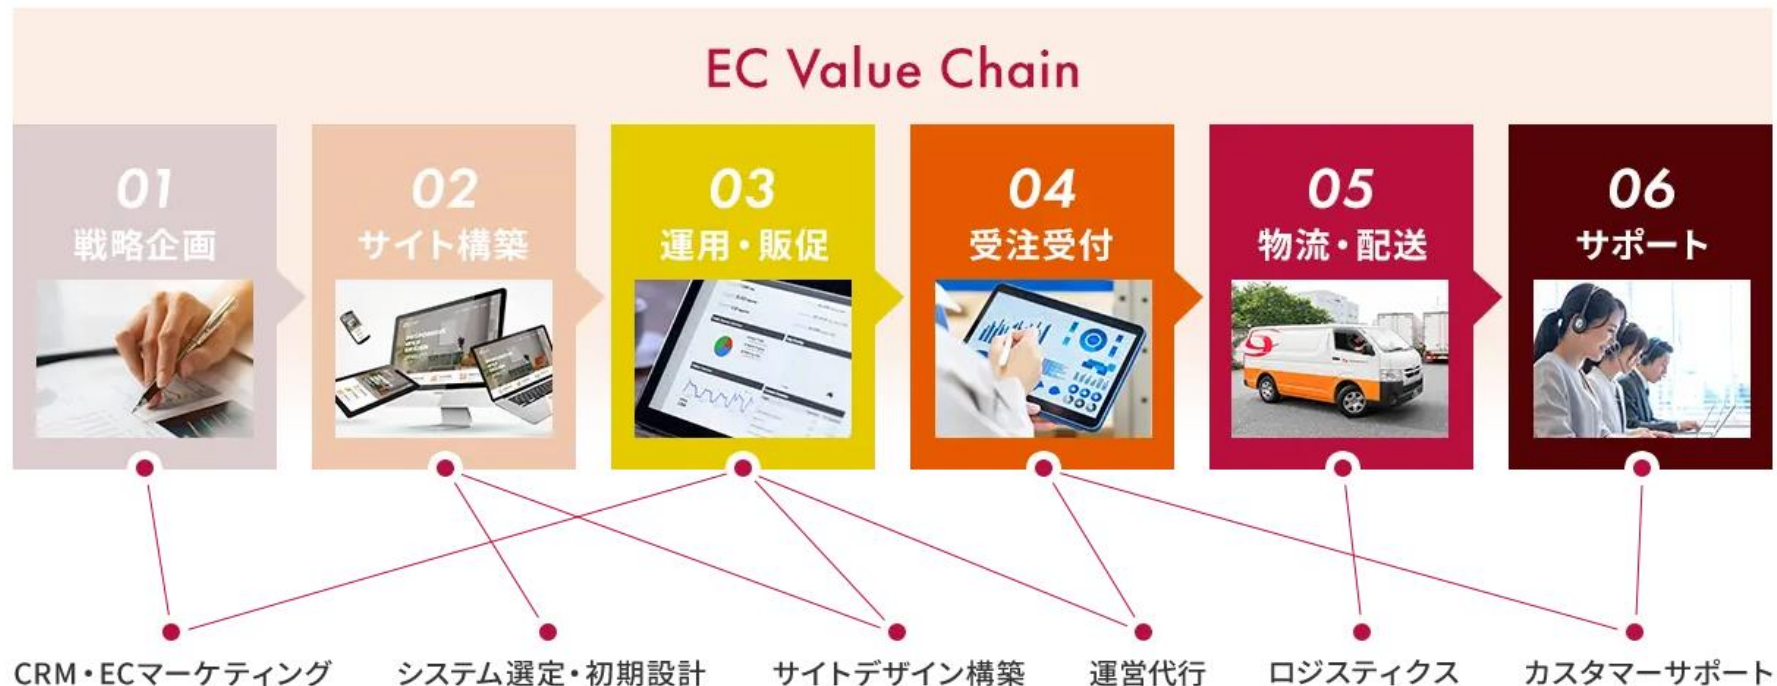 EC Value Chain
01
戦略企画
02
サイト構築
03
運用・販促
04
受注受付
05
物流・配送
06
サポート
CRM・ECマーケティング
システム選定・初期設計
サイトデザイン構築
運営代行
ロジスティクス
カスタマーサポート